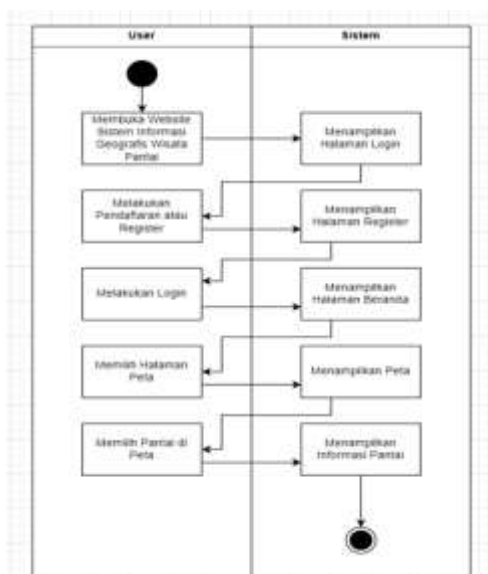 User
Sistem
Membuka Website
Sistem Informasi
Geografis Wisata
Pantai
Menampilkan
Halaman Login
Melakukan
Pendaftaran atau
Register
Menampilkan
Halaman Register
Melakukan Login
Menampilkan
Halaman Beranda
Memilih Halaman
Peta
Menampilkan Peta
Memilih Pantai di
Peta
Menampilkan
Informasi Pantai